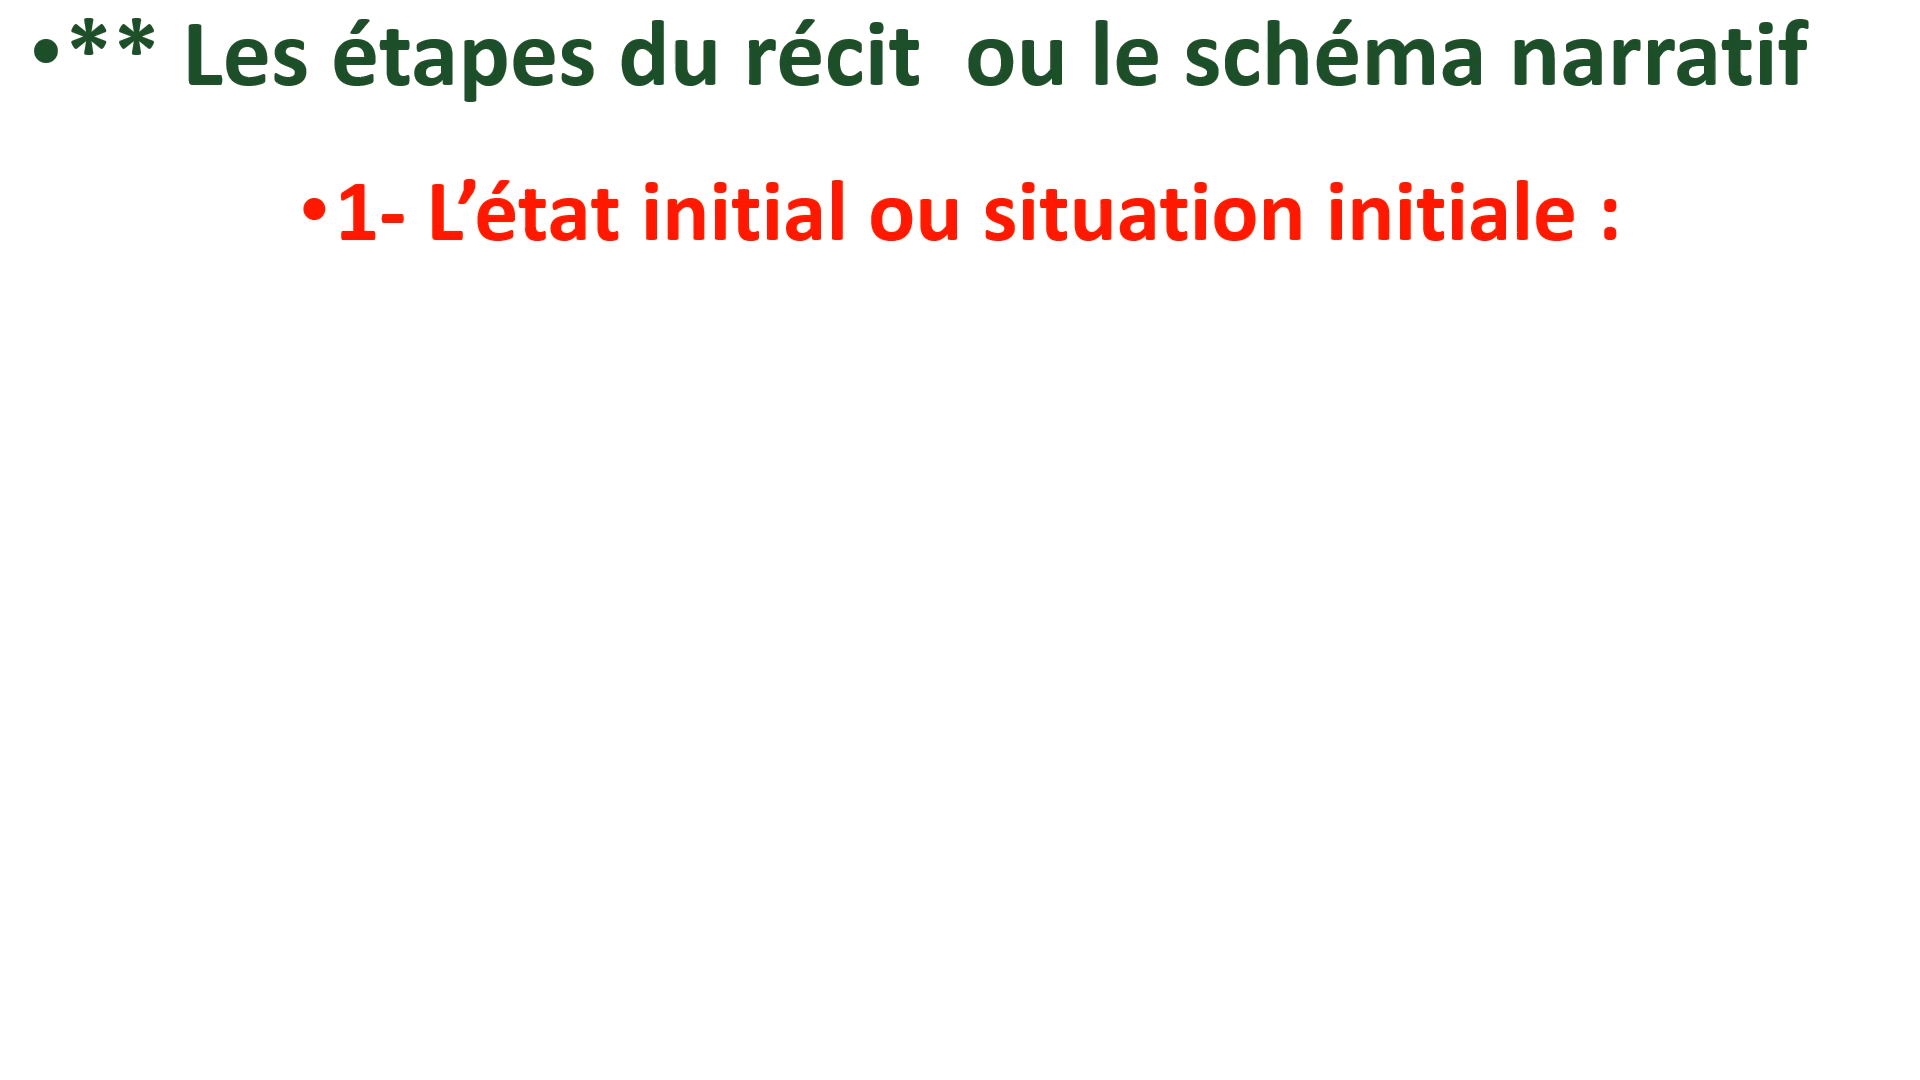 •** Les étapes du récit  ou le schéma narratif
•1- L’état initial ou situation initiale :